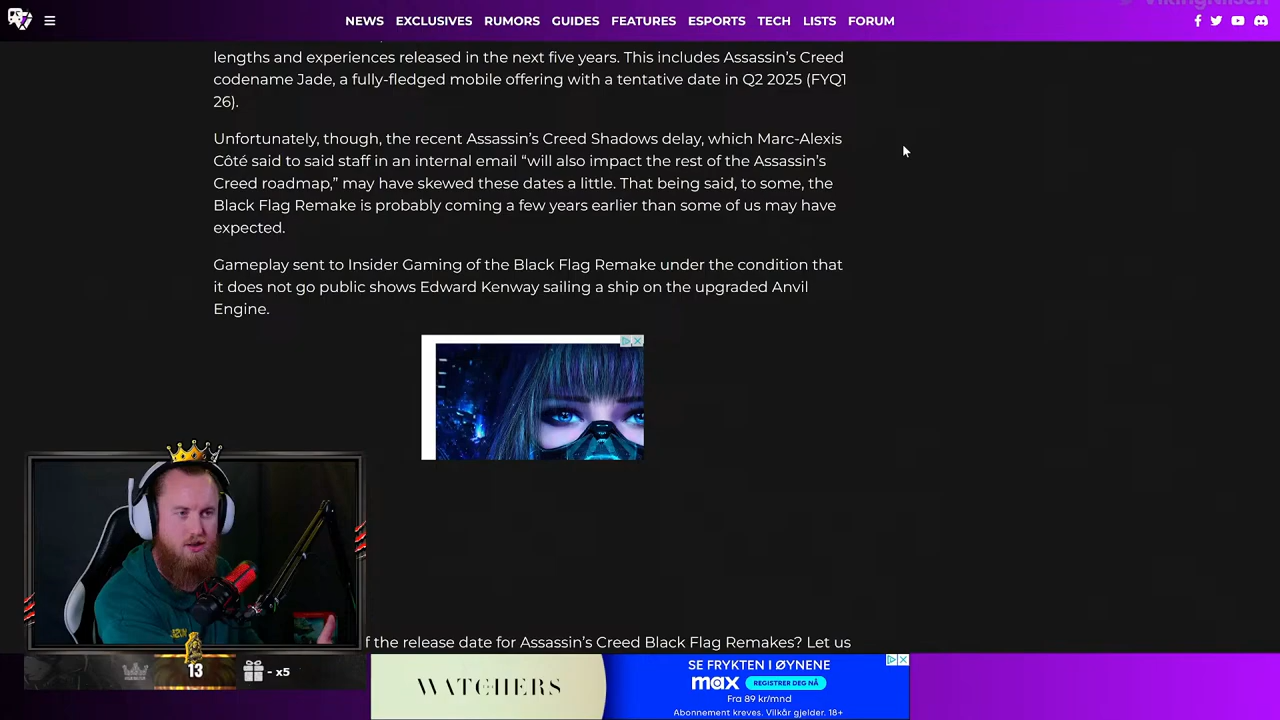 VikingNilsen
NEWS EXCLUSIVES RUMORS GUIDES FEATURES ESPORTS TECH LISTS FORUM
lengths and experiences released in the next five years. This includes Assassin’s Creed
codename Jade, a fully-fledged mobile offering with a tentative date in Q2 2025 (FYQ1
26).
Unfortunately, though, the recent Assassin’s Creed Shadows delay, which Marc-Alexis
Côté said to said staff in an internal email “will also impact the rest of the Assassin’s
Creed roadmap,” may have skewed these dates a little. That being said, to some, the
Black Flag Remake is probably coming a few years earlier than some of us may have
expected.
Gameplay sent to Insider Gaming of the Black Flag Remake under the condition that
it does not go public shows Edward Kenway sailing a ship on the upgraded Anvil
Engine.
f the release date for Assassin’s Creed Black Flag Remakes? Let us
13
- x5
WATCHERS
SE FRYKTEN I ØYNENE
max REGISTRER DEG NÅ
Fra 89 kr/mnd
Abonnement kreves. Vilkår gjelder. 18+